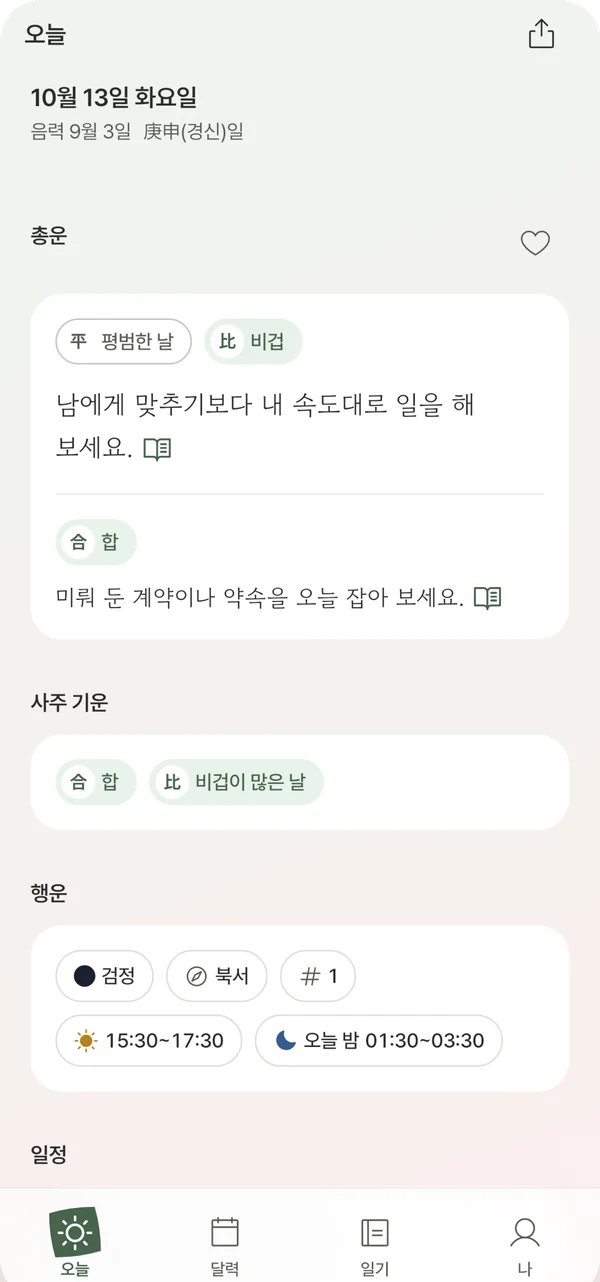 오늘
10월 13일 화요일
음력 9월 3일 庚申(경신)일
총운
平 평범한 날
比 비겁
남에게 맞추기보다 내 속도대로 일을 해
보세요.
合 합
미뤄 둔 계약이나 약속을 오늘 잡아 보세요.
사주 기운
合 합
比 비겁이 많은 날
행운
검정
북서
# 1
15:30~17:30
오늘 밤 01:30~03:30
일정
오늘
달력
일기
나